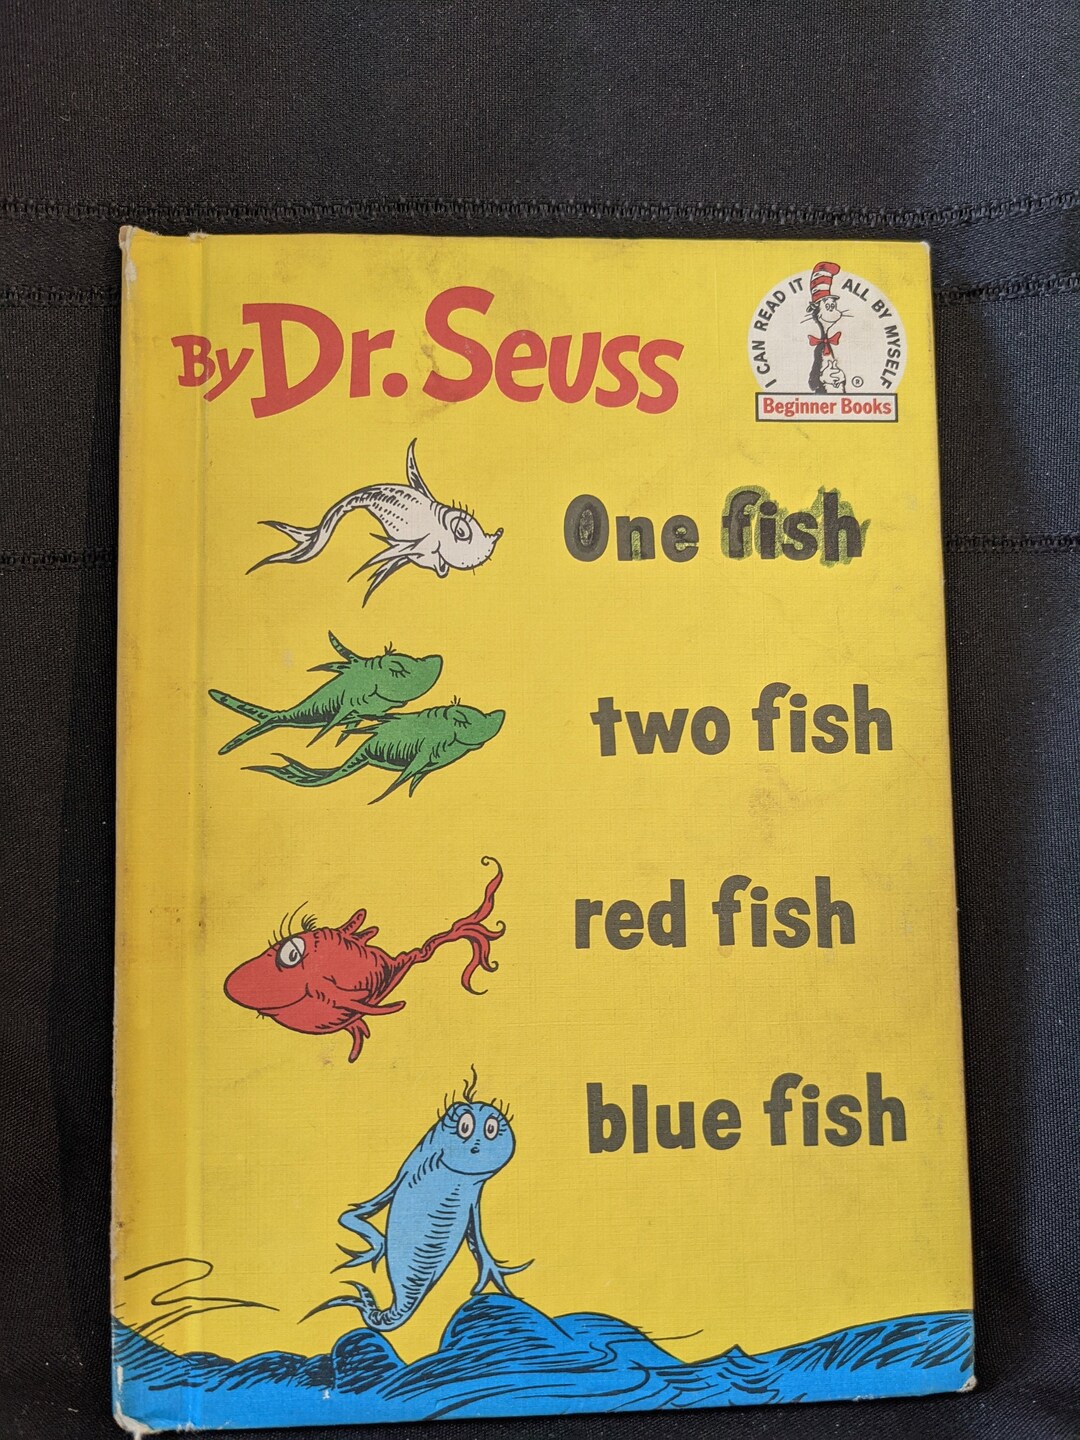 By Dr. Seuss
I CAN READ IT ALL BY MYSELF
®
Beginner Books
One fish
two fish
red fish
blue fish